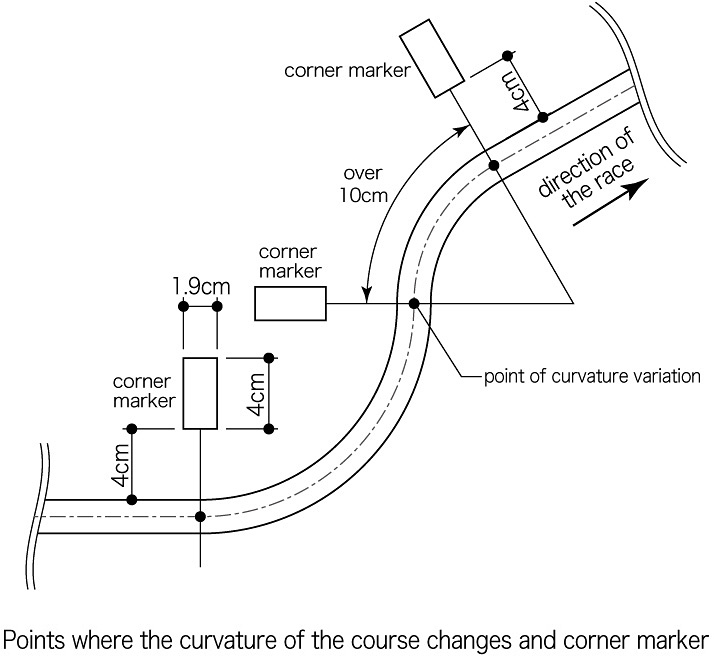 corner marker
4cm
direction of
the race
over
10cm
corner
marker
1.9cm
point of curvature variation
corner
marker
4cm
4cm
Points where the curvature of the course changes and corner marker